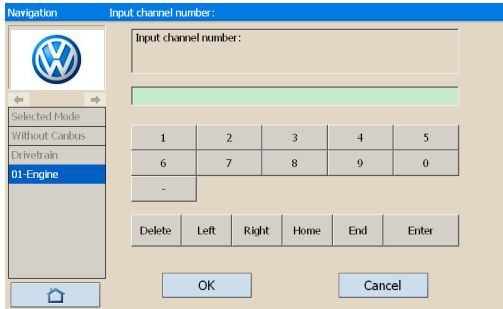 Navigation Input channel number:
Input channel number:
Selected Mode
Without Canbus
Drivetrain
01-Engine
1 2 3 4 5
6 7 8 9 0
-
Delete Left Right Home End Enter
OK Cancel